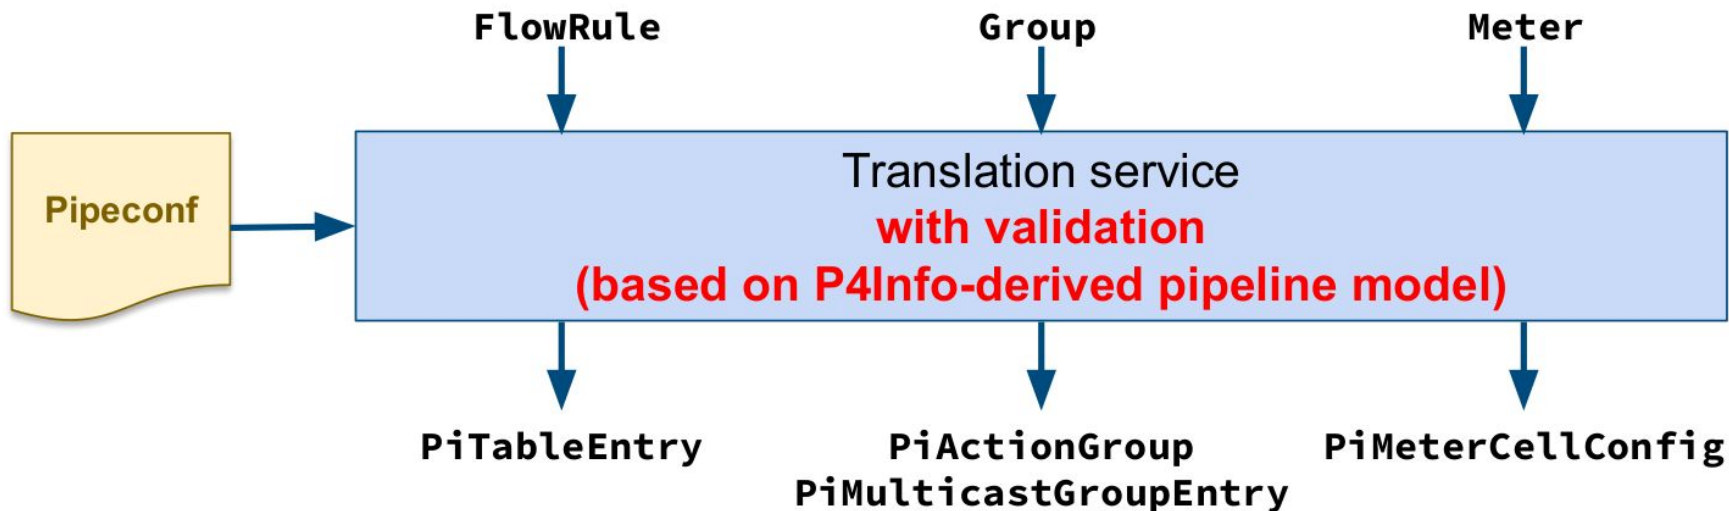 FlowRule Group Meter
Pipeconf
Translation service
with validation
(based on P4Info-derived pipeline model)
PiTableEntry PiActionGroup PiMeterCellConfig
PiMulticastGroupEntry